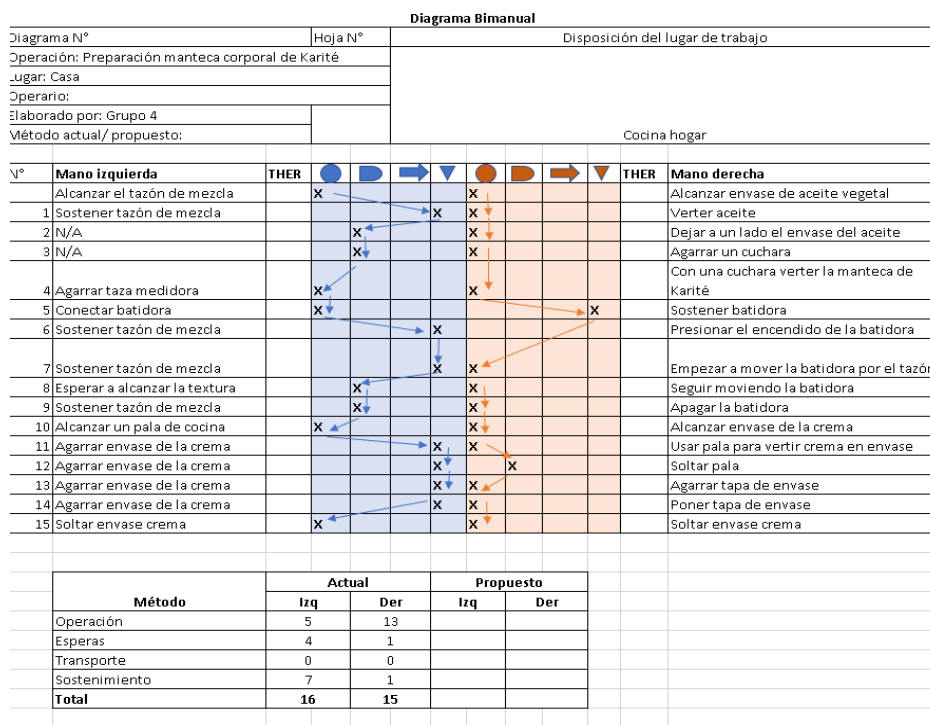 Diagrama Bimanual
Diagrama N° Hoja N° Disposición del lugar de trabajo
Operación: Preparación manteca corporal de Karité
Lugar: Casa
Operario:
Elaborado por: Grupo 4
Método actual/ propuesto: Cocina hogar
N° Mano izquierda THER THER Mano derecha
Alcanzar el tazón de mezcla X X Alcanzar envase de aceite vegetal
1 Sostener tazón de mezcla X X Verter aceite
2 N/A X X Dejar a un lado el envase del aceite
3 N/A X X Agarrar un cuchara
Con una cuchara verter la manteca de
4 Agarrar taza medidora X X Karité
5 Conectar batidora X X Sostener batidora
6 Sostener tazón de mezcla X Presionar el encendido de la batidora
7 Sostener tazón de mezcla X X Empezar a mover la batidora por el tazón
8 Esperar a alcanzar la textura X X Seguir moviendo la batidora
9 Sostener tazón de mezcla X X Apagar la batidora
10 Alcanzar un pala de cocina X X Alcanzar envase de la crema
11 Agarrar envase de la crema X X Usar pala para vertir crema en envase
12 Agarrar envase de la crema X X Soltar pala
13 Agarrar envase de la crema X X Agarrar tapa de envase
14 Agarrar envase de la crema X X Poner tapa de envase
15 Soltar envase crema X X Soltar envase crema
Actual Propuesto
Método Izq Der Izq Der
Operación 5 13
Esperas 4 1
Transporte 0 0
Sostenimiento 7 1
Total 16 15